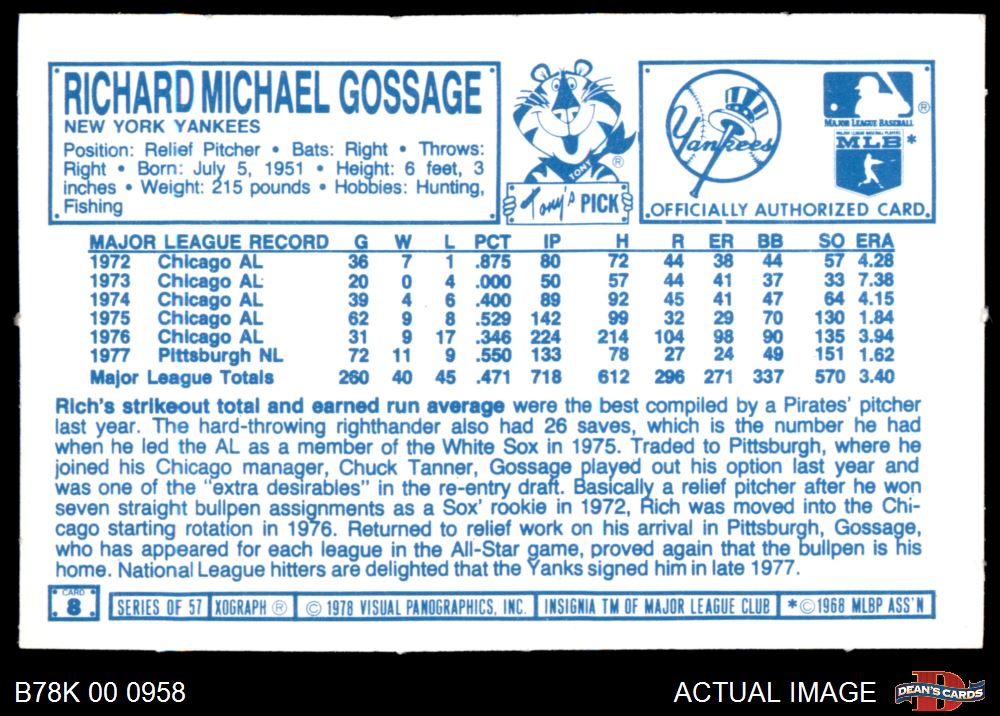 RICHARD MICHAEL GOSSAGE
NEW YORK YANKEES
Position: Relief Pitcher • Bats: Right • Throws:
Right • Born: July 5, 1951 • Height: 6 feet, 3
inches • Weight: 215 pounds • Hobbies: Hunting,
Fishing
TONY
®
Tony's PICK
Yankees
®
MAJOR LEAGUE BASEBALL
MAJOR LEAGUE BASEBALL PLAYERS
MLB *
OFFICIALLY AUTHORIZED CARD
MAJOR LEAGUE RECORD G W L PCT IP H R ER BB SO ERA
1972 Chicago AL 36 7 1 .875 80 72 44 38 44 57 4.28
1973 Chicago AL 20 0 4 .000 50 57 44 41 37 33 7.38
1974 Chicago AL 39 4 6 .400 89 92 45 41 47 64 4.15
1975 Chicago AL 62 9 8 .529 142 99 32 29 70 130 1.84
1976 Chicago AL 31 9 17 .346 224 214 104 98 90 135 3.94
1977 Pittsburgh NL 72 11 9 .550 133 78 27 24 49 151 1.62
Major League Totals 260 40 45 .471 718 612 296 271 337 570 3.40
Rich's strikeout total and earned run average were the best compiled by a Pirates' pitcher
last year. The hard-throwing righthander also had 26 saves, which is the number he had
when he led the AL as a member of the White Sox in 1975. Traded to Pittsburgh, where he
joined his Chicago manager, Chuck Tanner, Gossage played out his option last year and
was one of the "extra desirables" in the re-entry draft. Basically a relief pitcher after he won
seven straight bullpen assignments as a Sox' rookie in 1972, Rich was moved into the Chi-
cago starting rotation in 1976. Returned to relief work on his arrival in Pittsburgh, Gossage,
who has appeared for each league in the All-Star game, proved again that the bullpen is his
home. National League hitters are delighted that the Yanks signed him in late 1977.
CARD
8
SERIES OF 57 XOGRAPH ® © 1978 VISUAL PANOGRAPHICS, INC. INSIGNIA TM OF MAJOR LEAGUE CLUB *©1968 MLBP ASS'N
B78K 00 0958
ACTUAL IMAGE
D
DEAN'S CARDS